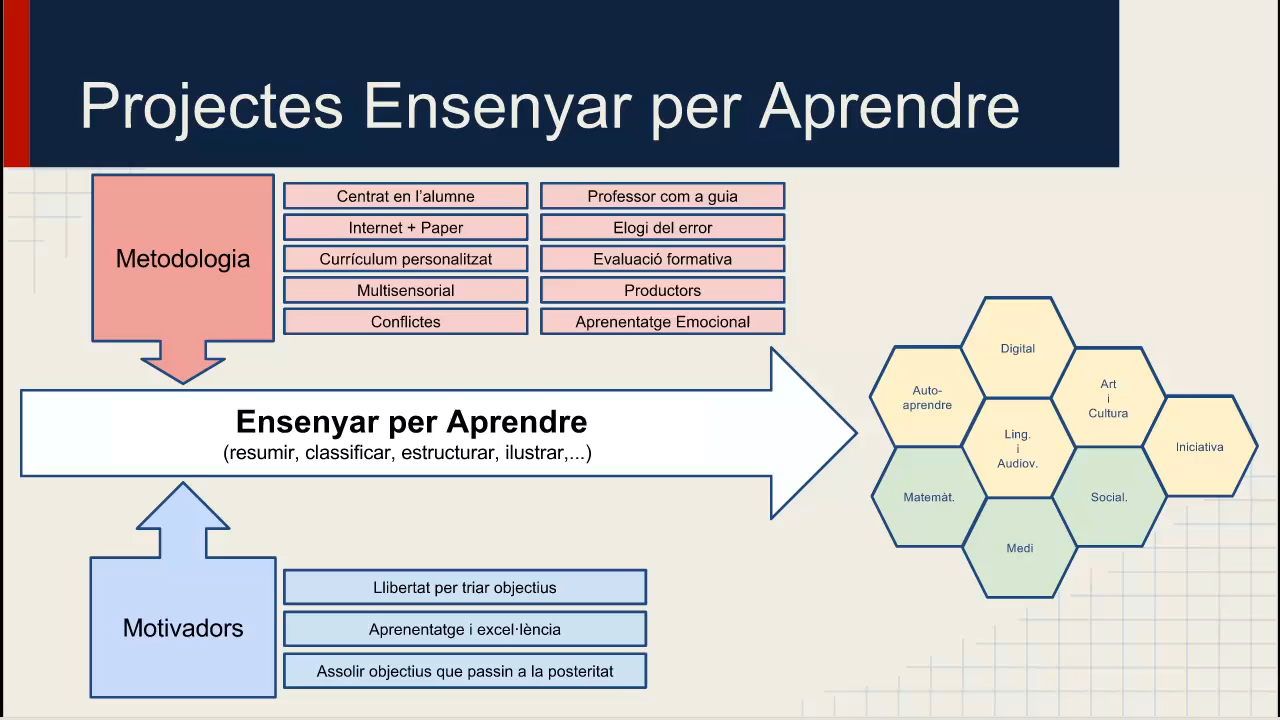 Projectes Ensenyar per Aprendre
Metodologia
Centrat en l'alumne
Professor com a guia
Internet + Paper
Elogi del error
Currículum personalitzat
Evaluació formativa
Multisensorial
Productors
Conflictes
Aprenentatge Emocional
Ensenyar per Aprendre
(resumir, classificar, estructurar, ilustrar,...)
Digital
Auto-
aprendre
Art
i
Cultura
Ling.
i
Audiov.
Iniciativa
Matemàt.
Social.
Medi
Motivadors
Llibertat per triar objectius
Aprenentatge i excel·lència
Assolir objectius que passin a la posteritat